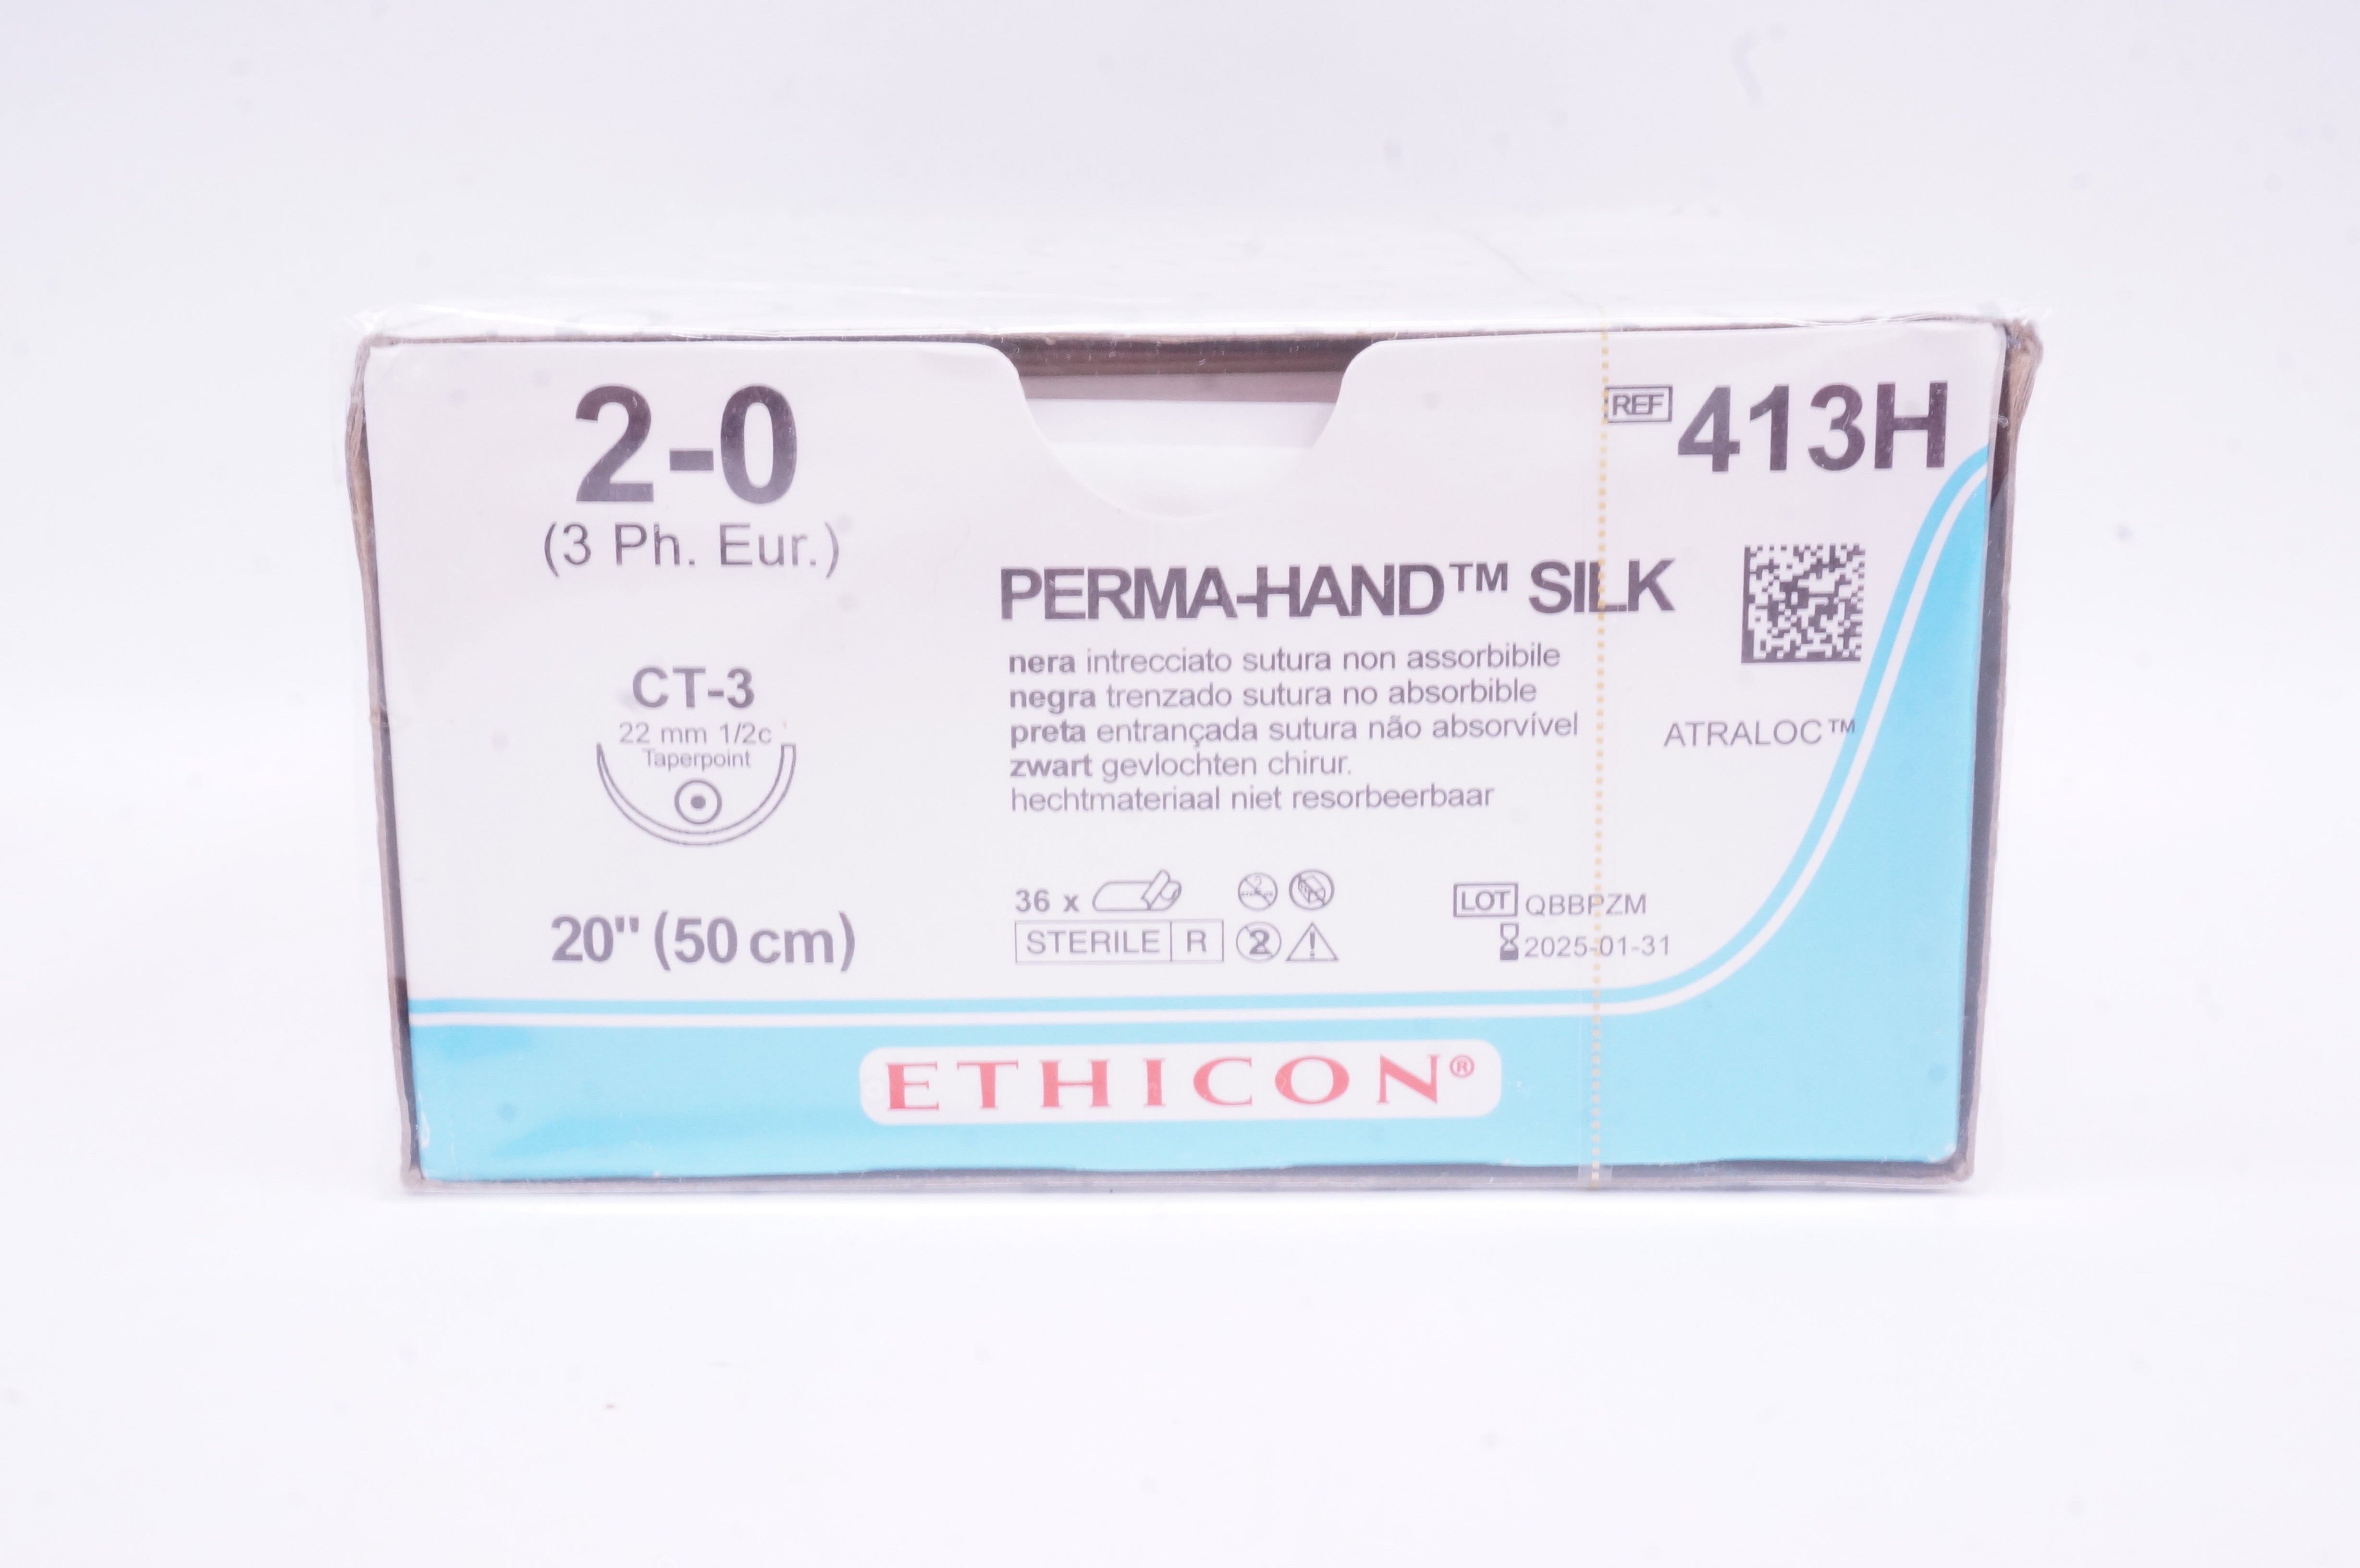 2-0
(3 Ph. Eur.)
REF 413H
PERMA-HAND™ SILK
nera intrecciato sutura non assorbibile
negra trenzado sutura no absorbible
preta entrançada sutura não absorvível
zwart gevlochten chirur.
hechtmateriaal niet resorbeerbaar
ATRALOC™
CT-3
22 mm 1/2c
Taperpoint
20" (50 cm)
36 x
STERILE R 2
LOT QBBPZM
2025-01-31
ETHICON®